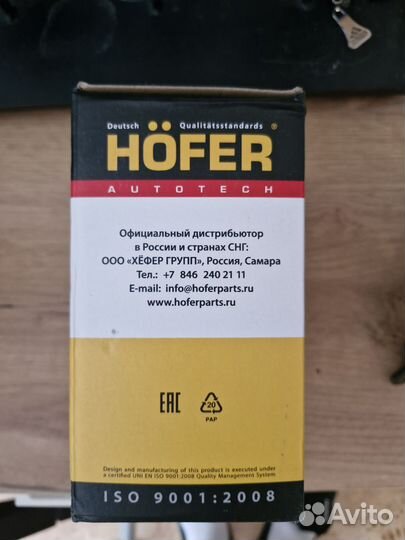 Deutsch Qualitätsstandards
HÖFER®
AUTOTECH
Официальный дистрибьютор
в России и странах СНГ:
ООО «ХЁФЕР ГРУПП», Россия, Самара
Тел.: +7 846 240 21 11
E-mail: info@hoferparts.ru
www.hoferparts.ru
EAC
20
PAP
Design and manufacturing of this product is executed under
a certified UNI EN ISO 9001:2008 Quality Management System
ISO 9001:2008
Avito